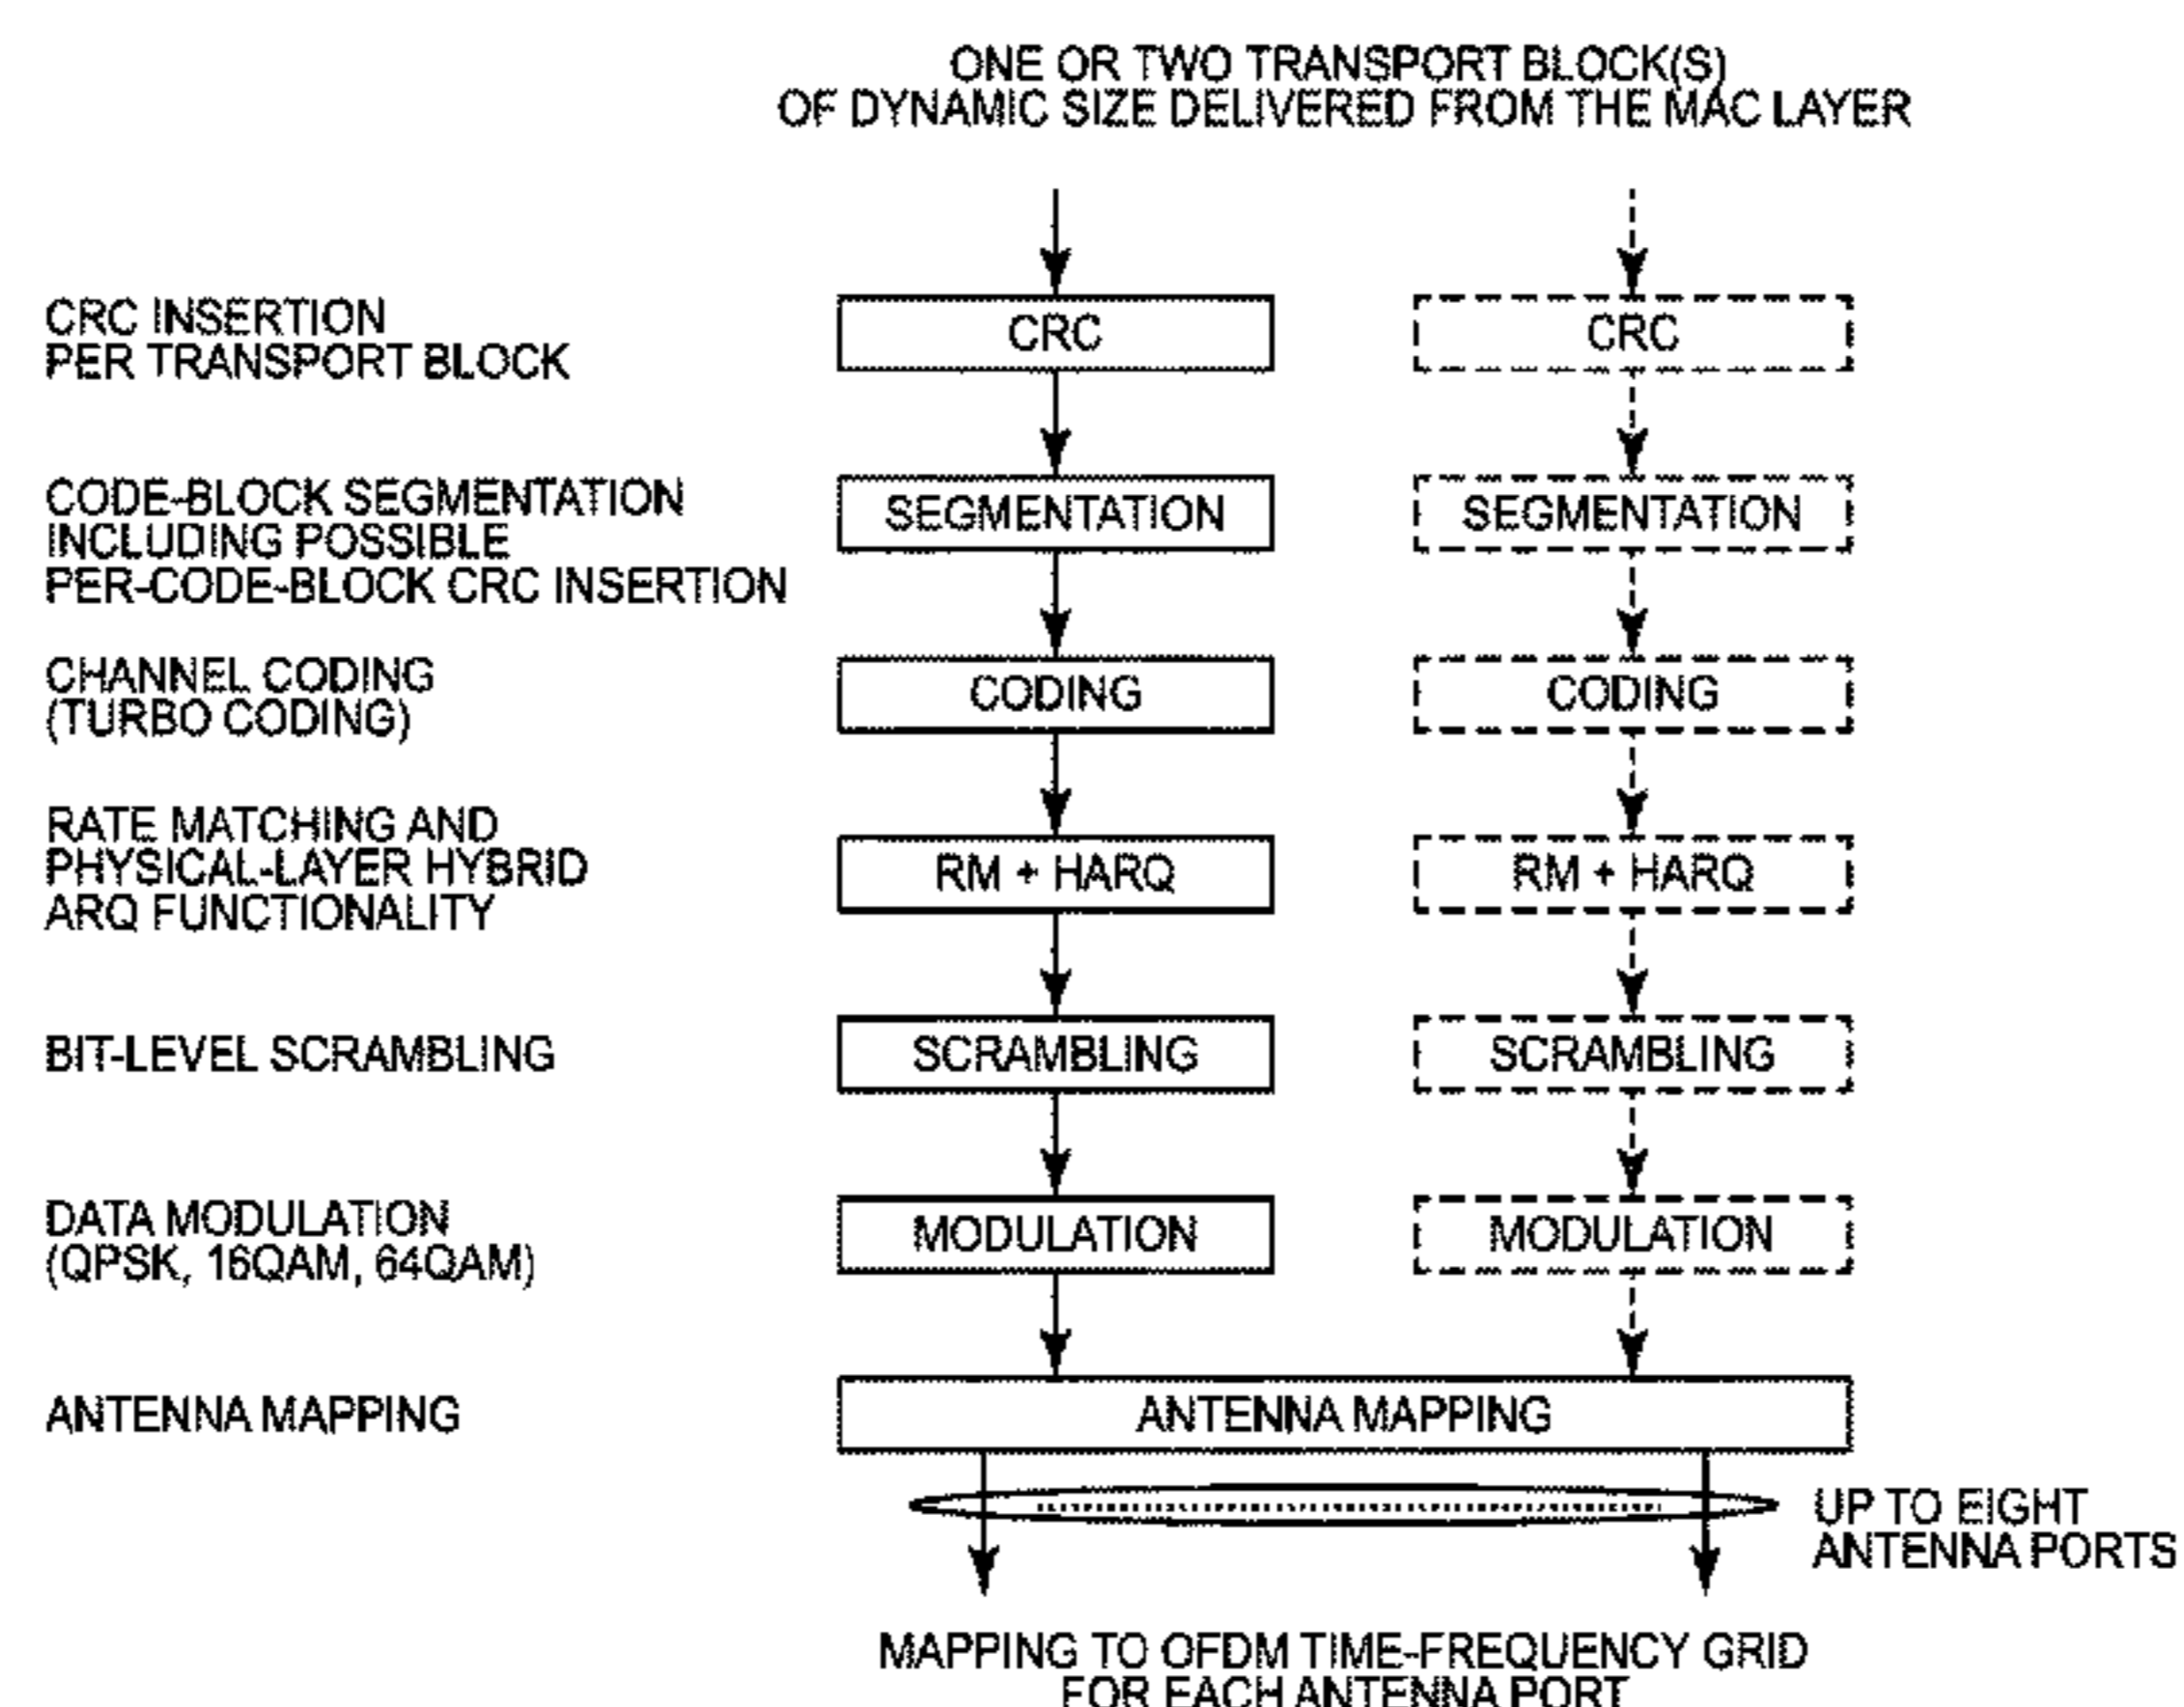 ONE OR TWO TRANSPORT BLOCK(S)
OF DYNAMIC SIZE DELIVERED FROM THE MAC LAYER
CRC INSERTION
PER TRANSPORT BLOCK
CRC
CRC
CODE-BLOCK SEGMENTATION
INCLUDING POSSIBLE
PER-CODE-BLOCK CRC INSERTION
SEGMENTATION
SEGMENTATION
CHANNEL CODING
(TURBO CODING)
CODING
CODING
RATE MATCHING AND
PHYSICAL-LAYER HYBRID
ARQ FUNCTIONALITY
RM + HARQ
RM + HARQ
BIT-LEVEL SCRAMBLING
SCRAMBLING
SCRAMBLING
DATA MODULATION
(QPSK, 16QAM, 64QAM)
MODULATION
MODULATION
ANTENNA MAPPING
ANTENNA MAPPING
UP TO EIGHT
ANTENNA PORTS
MAPPING TO OFDM TIME-FREQUENCY GRID
FOR EACH ANTENNA PORT